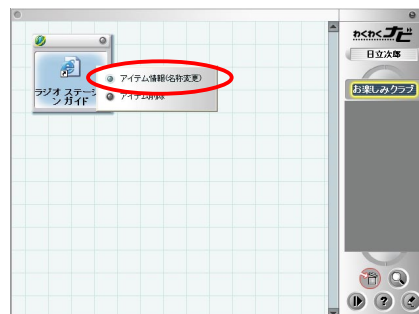 わくわくナビ
日立次郎
お楽しみクラブ
アイテム情報(名称変更)
アイテム削除
ラジオ ステーショ
ン ガイド
?